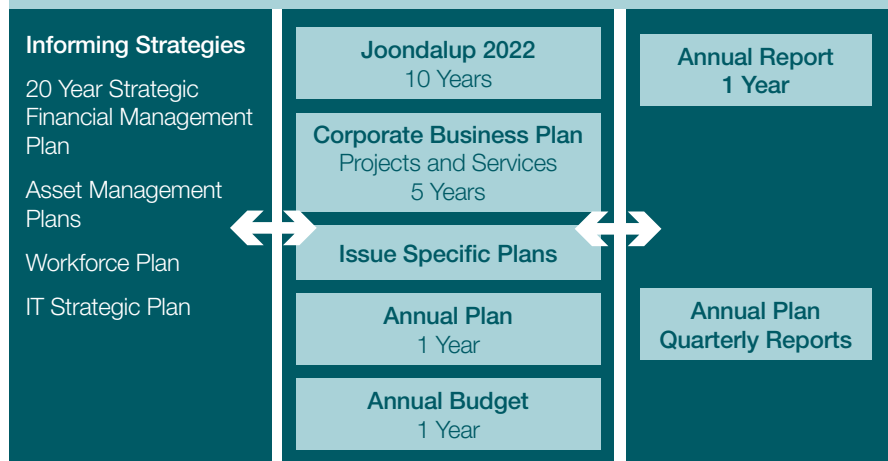 Informing Strategies
20 Year Strategic
Financial Management
Plan
Asset Management
Plans
Workforce Plan
IT Strategic Plan
Joondalup 2022
10 Years
Corporate Business Plan
Projects and Services
5 Years
Issue Specific Plans
Annual Plan
1 Year
Annual Budget
1 Year
Annual Report
1 Year
Annual Plan
Quarterly Reports